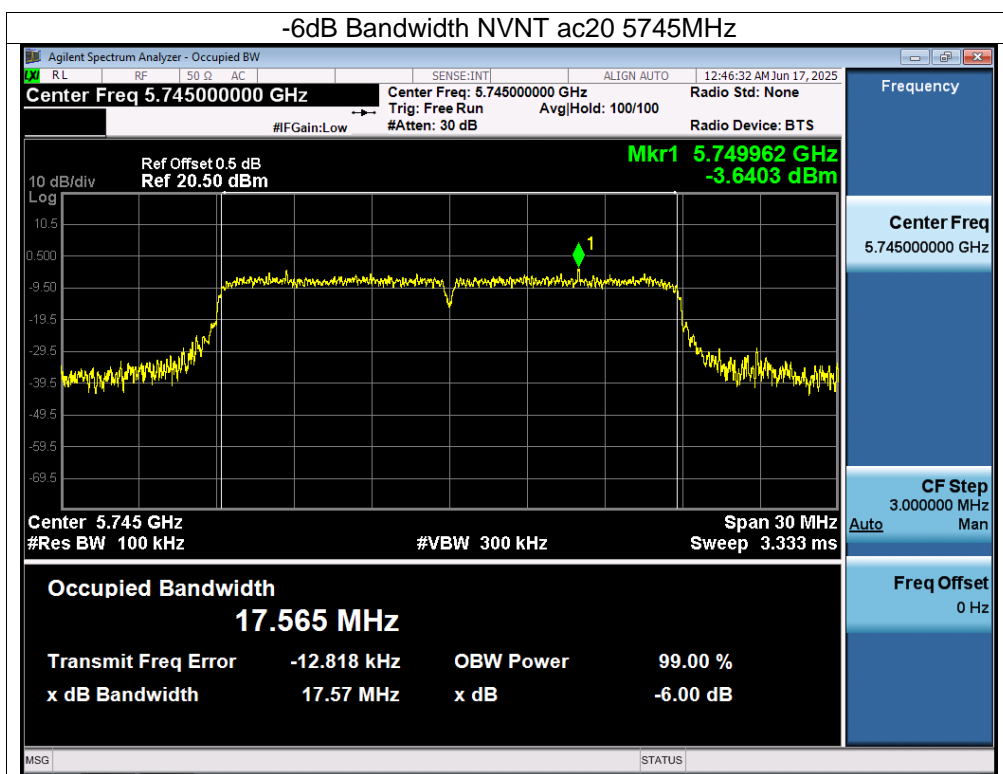 -6dB Bandwidth NVNT ac20 5745MHz
Agilent Spectrum Analyzer - Occupied BW
LXI RL RF 50 Ω AC SENSE:INT ALIGN AUTO 12:46:32 AM Jun 17, 2025
Center Freq 5.745000000 GHz
Center Freq: 5.745000000 GHz
Radio Std: None
Trig: Free Run Avg|Hold: 100/100
#IFGain:Low #Atten: 30 dB Radio Device: BTS
Mkr1 5.749962 GHz
-3.6403 dBm
Ref Offset 0.5 dB
10 dB/div Ref 20.50 dBm
Log
10.5
0.500
-9.50
-19.5
-29.5
-39.5
-49.5
-59.5
-69.5
1
Center 5.745 GHz Span 30 MHz
#Res BW 100 kHz #VBW 300 kHz Sweep 3.333 ms
Occupied Bandwidth
17.565 MHz
Transmit Freq Error -12.818 kHz OBW Power 99.00 %
x dB Bandwidth 17.57 MHz x dB -6.00 dB
MSG STATUS
Frequency
Center Freq
5.745000000 GHz
CF Step
3.000000 MHz
Auto Man
Freq Offset
0 Hz